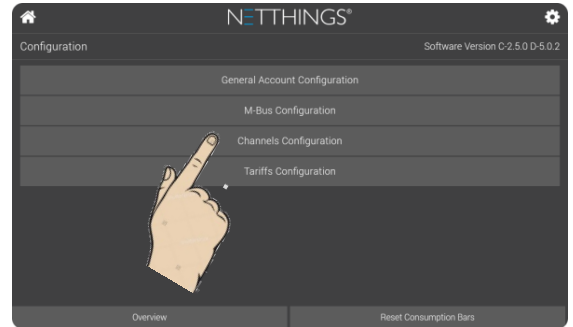 NETTHINGS®
Configuration Software Version C-2.5.0 D-5.0.2
General Account Configuration
M-Bus Configuration
Channels Configuration
Tariffs Configuration
Overview Reset Consumption Bars